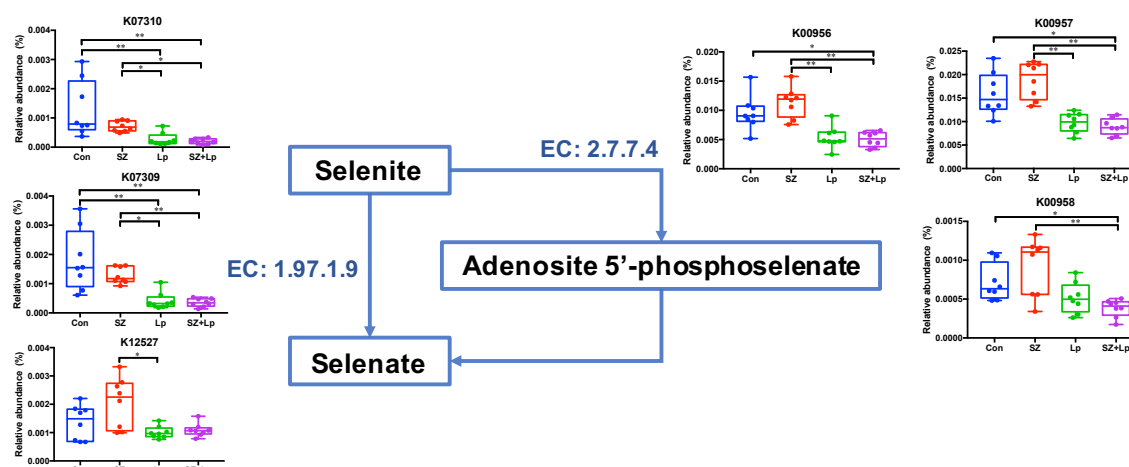 K07310
Relative abundance (%)
0.004
0.003
0.002
0.001
0.000
**
**
*
*
Con SZ Lp SZ+Lp
K07309
Relative abundance (%)
0.004
0.003
0.002
0.001
0.000
**
**
**
*
Con SZ Lp SZ+Lp
K12527
Relative abundance (%)
0.004
0.003
0.002
0.001
0.000
*
Selenite
EC: 2.7.7.4
EC: 1.97.1.9
Adenosite 5’-phosphoselenate
Selenate
K00956
Relative abundance (%)
0.020
0.015
0.010
0.005
0.000
*
**
**
Con SZ Lp SZ+Lp
K00957
Relative abundance (%)
0.025
0.020
0.015
0.010
0.005
0.000
*
**
**
Con SZ Lp SZ+Lp
K00958
Relative abundance (%)
0.0015
0.0010
0.0005
0.0000
*
**
Con SZ Lp SZ+Lp